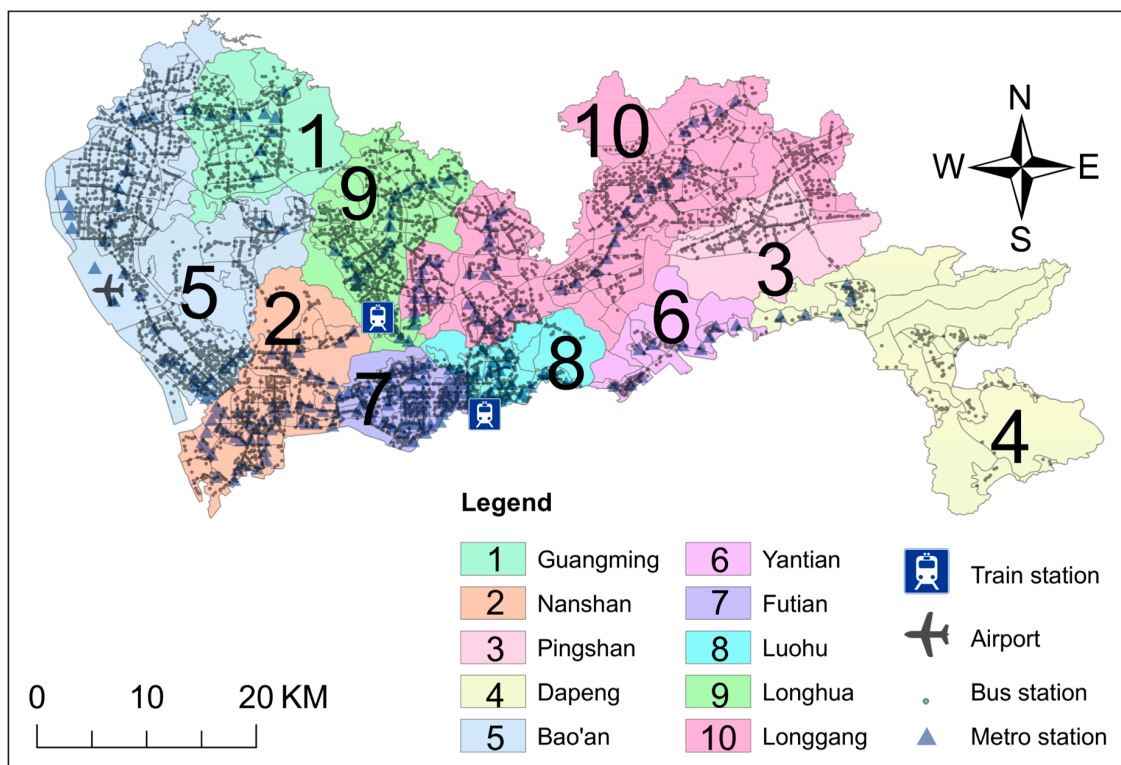 1
10
9
N
W E
S
3
5
2
6
8
7
4
Legend
1 Guangming
2 Nanshan
3 Pingshan
4 Dapeng
5 Bao'an
6 Yantian
7 Futian
8 Luohu
9 Longhua
10 Longgang
Train station
Airport
Bus station
Metro station
0 10 20 KM